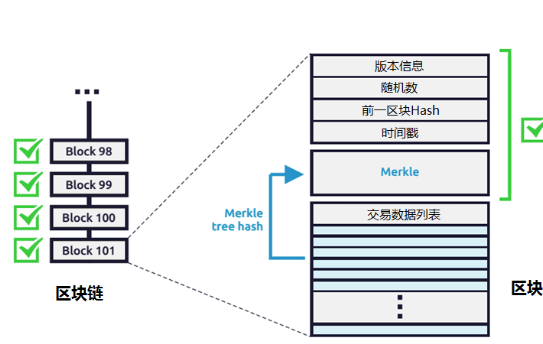 Block 98
Block 99
Block 100
Block 101
区块链
版本信息
随机数
前一区块Hash
时间戳
Merkle
Merkle
tree hash
交易数据列表
区块